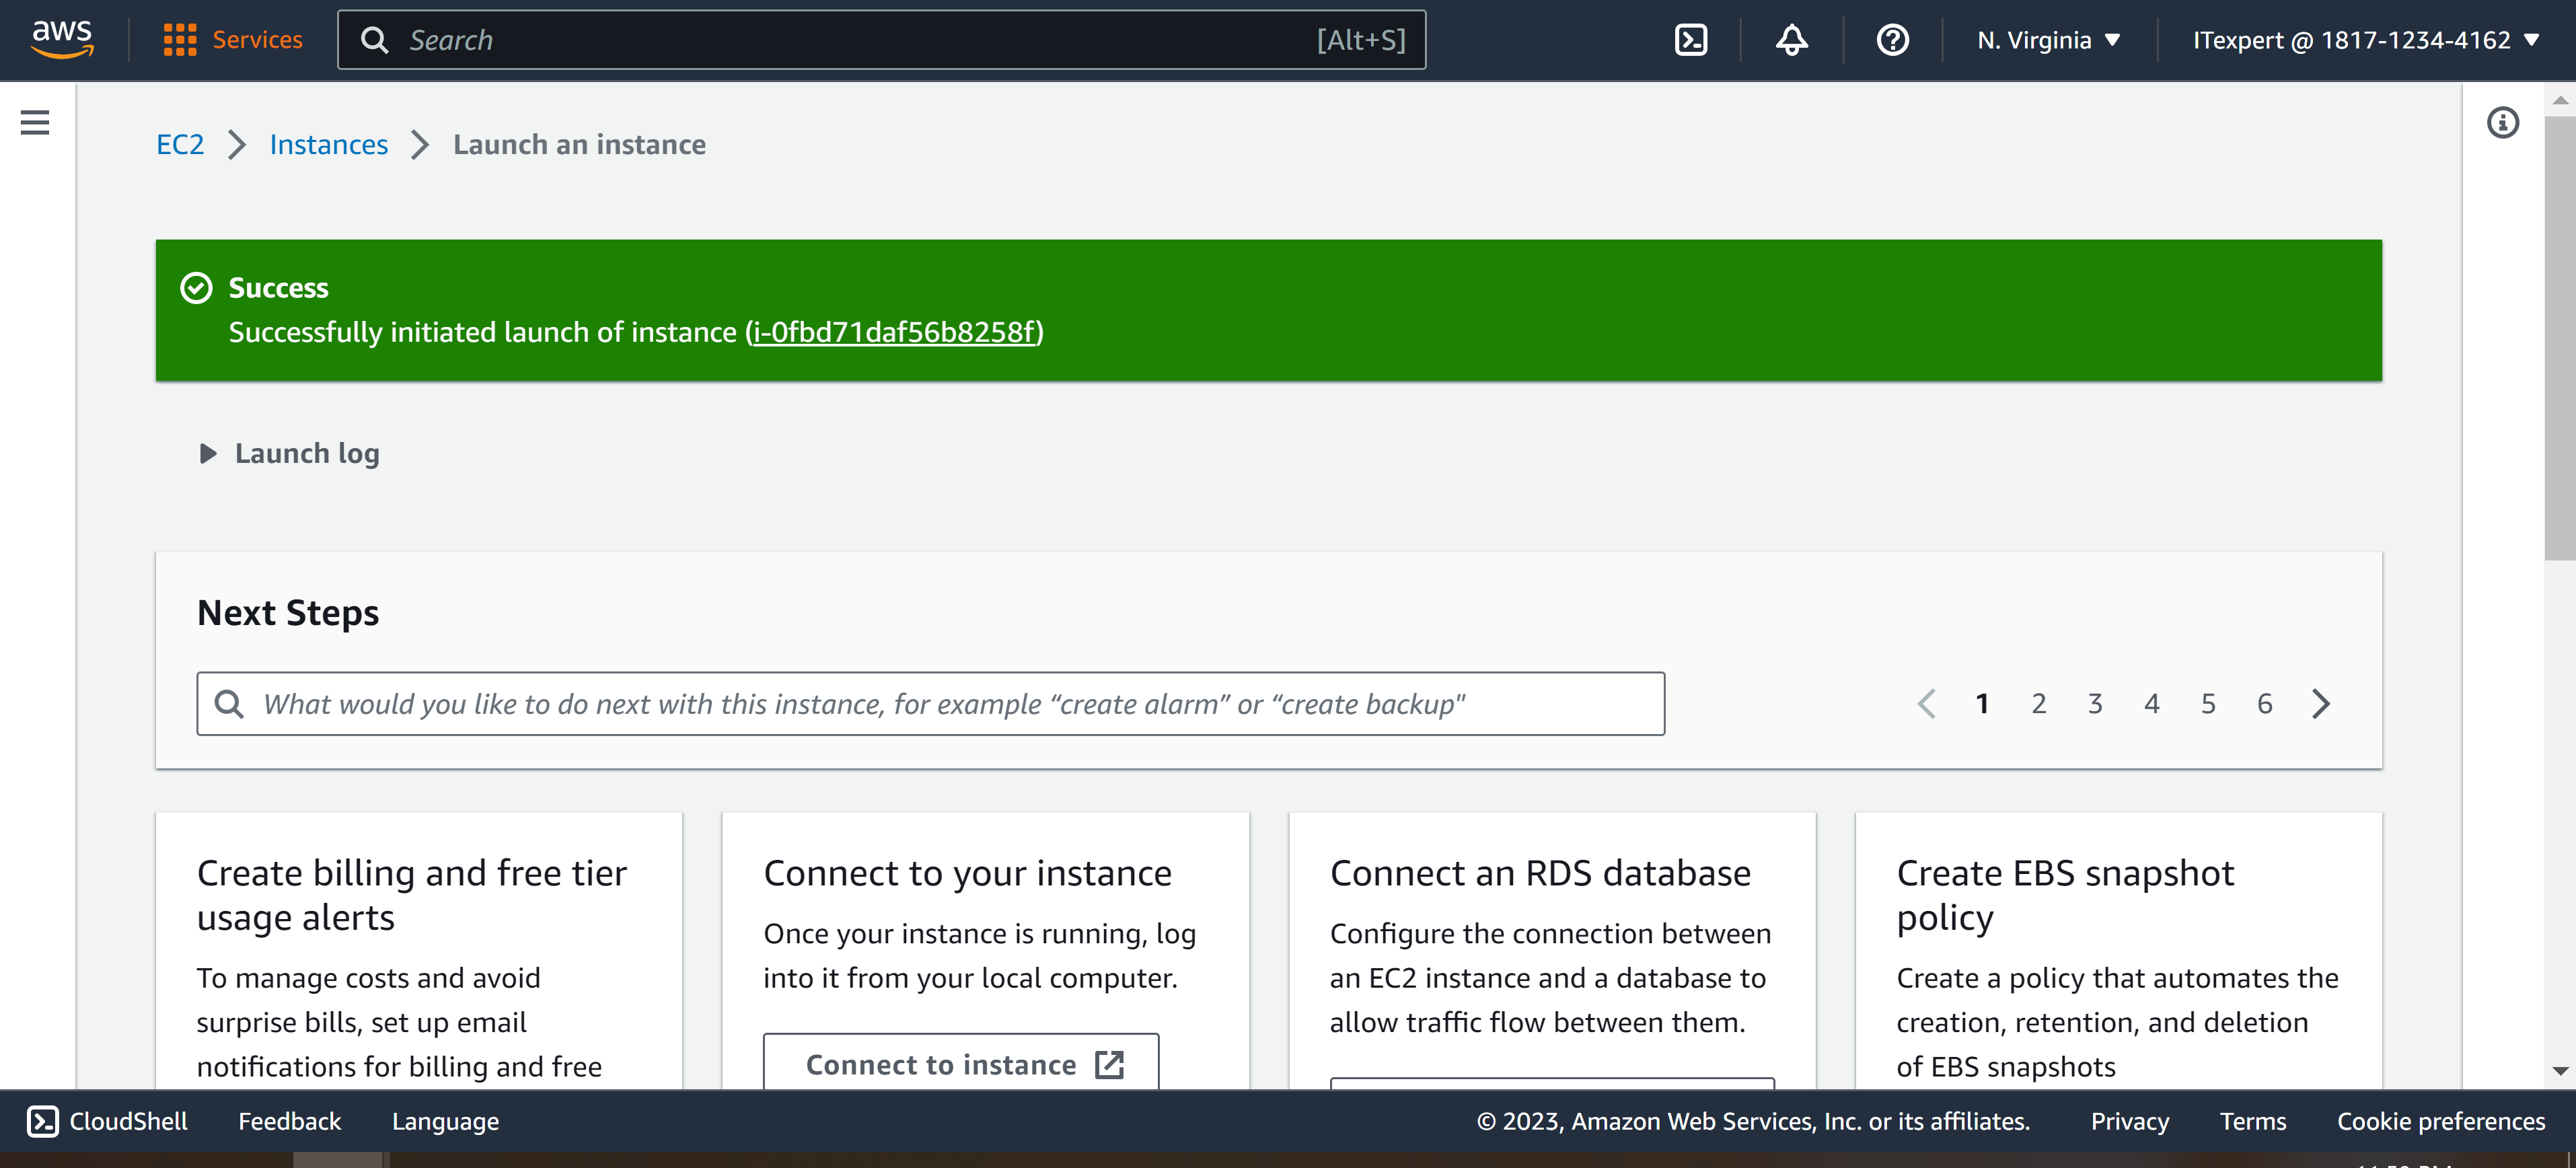 aws
Services
Search
[Alt+S]
N. Virginia
ITexpert @ 1817-1234-4162
EC2
Instances
Launch an instance
Success
Successfully initiated launch of instance (i-0fbd71daf56b8258f)
Launch log
Next Steps
What would you like to do next with this instance, for example “create alarm” or “create backup"
1 2 3 4 5 6
Create billing and free tier
usage alerts
To manage costs and avoid
surprise bills, set up email
notifications for billing and free
Connect to your instance
Once your instance is running, log
into it from your local computer.
Connect to instance
Connect an RDS database
Configure the connection between
an EC2 instance and a database to
allow traffic flow between them.
Create EBS snapshot
policy
Create a policy that automates the
creation, retention, and deletion
of EBS snapshots
CloudShell
Feedback
Language
© 2023, Amazon Web Services, Inc. or its affiliates.
Privacy
Terms
Cookie preferences